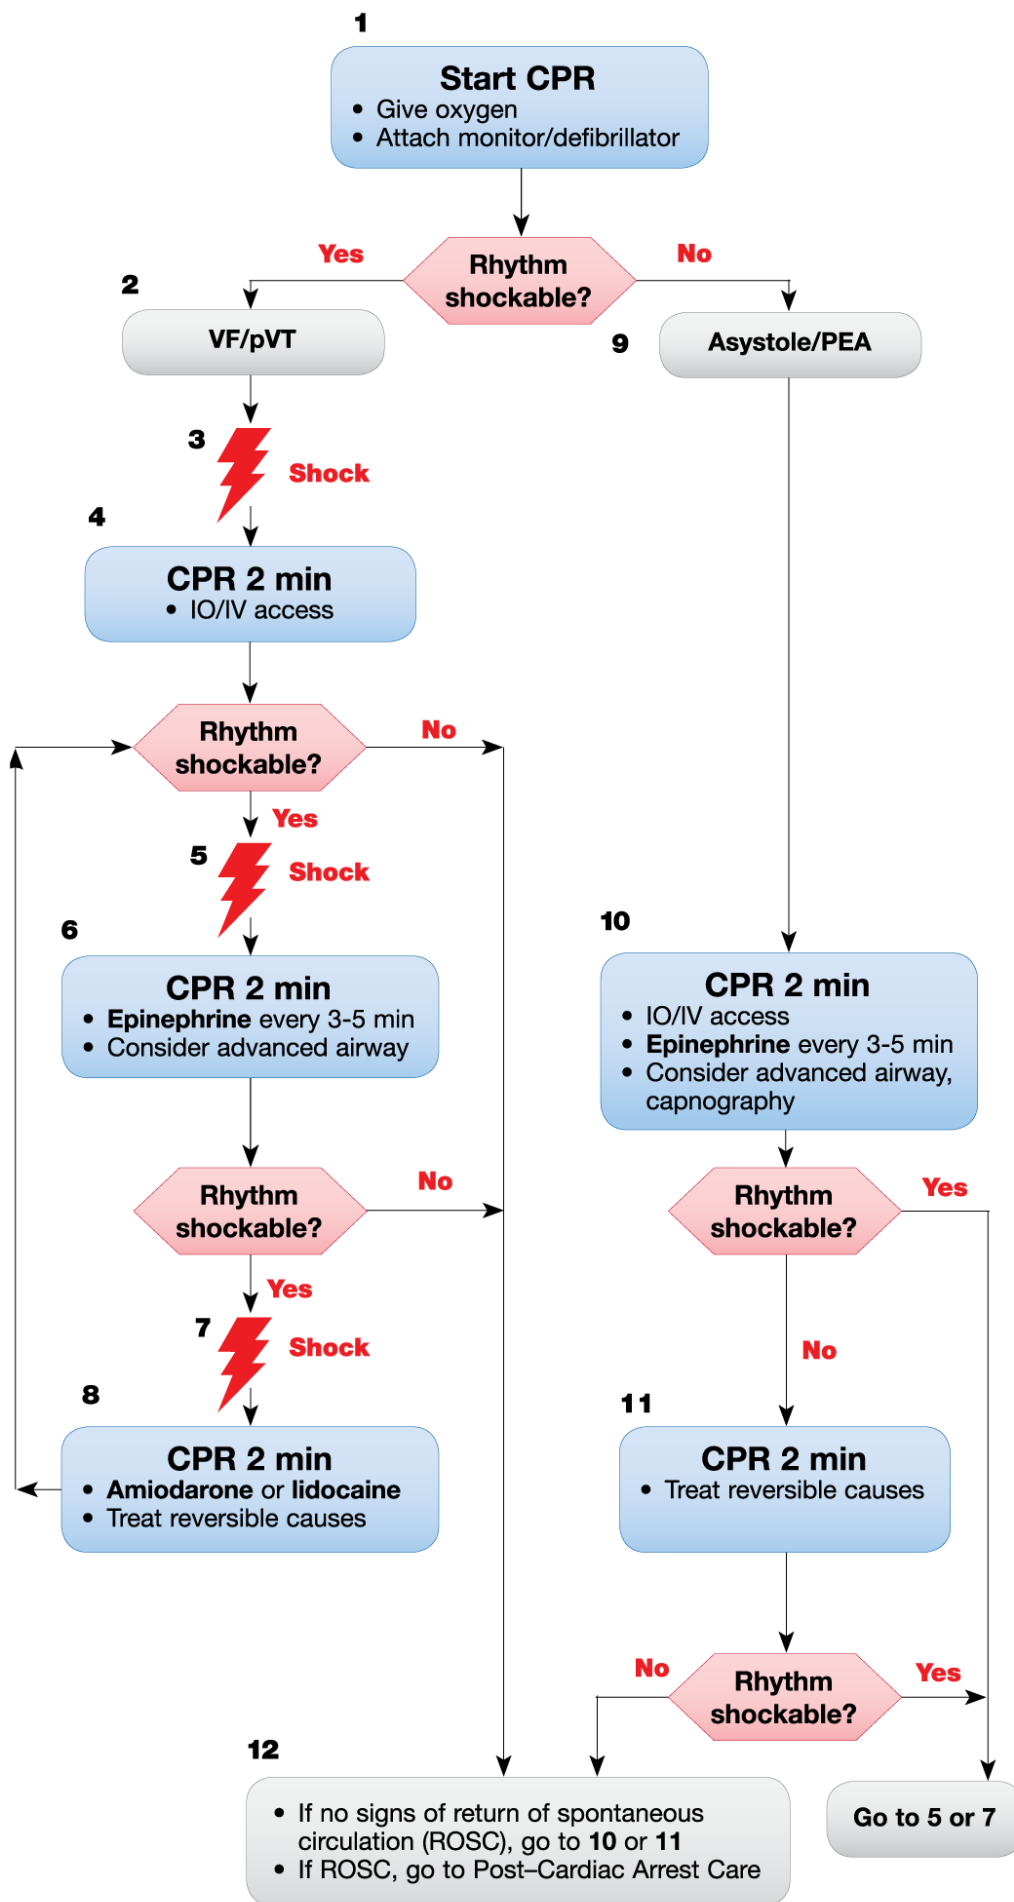 1
Start CPR
• Give oxygen
• Attach monitor/defibrillator
Yes
Rhythm
shockable?
No
2
VF/pVT
9
Asystole/PEA
3
Shock
4
CPR 2 min
• IO/IV access
Rhythm
shockable?
No
Yes
5
Shock
6
CPR 2 min
• Epinephrine every 3-5 min
• Consider advanced airway
Rhythm
shockable?
No
Yes
7
Shock
8
CPR 2 min
• Amiodarone or lidocaine
• Treat reversible causes
10
CPR 2 min
• IO/IV access
• Epinephrine every 3-5 min
• Consider advanced airway,
capnography
Rhythm
shockable?
Yes
No
11
CPR 2 min
• Treat reversible causes
No
Rhythm
shockable?
Yes
12
• If no signs of return of spontaneous
circulation (ROSC), go to 10 or 11
• If ROSC, go to Post–Cardiac Arrest Care
Go to 5 or 7